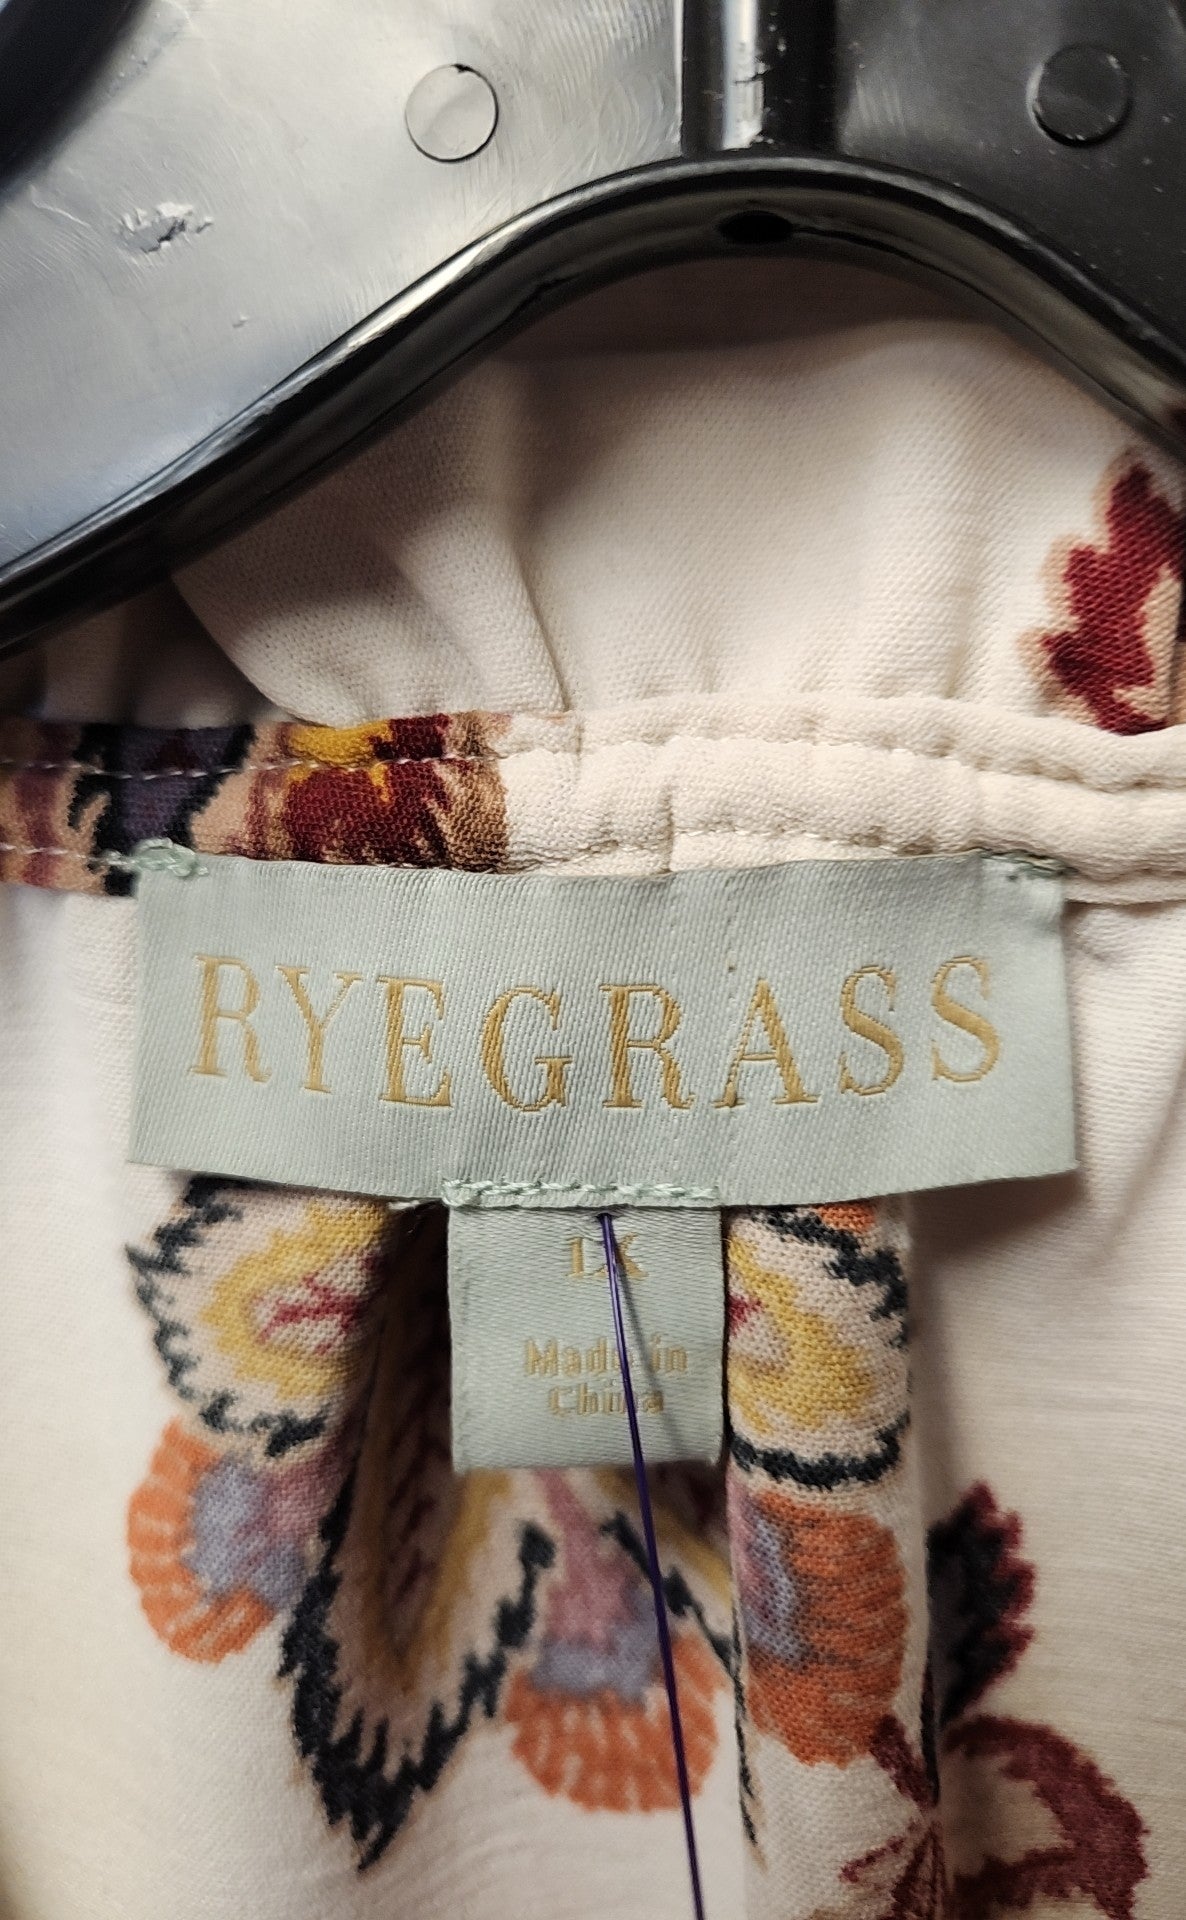 RYEGRASS
1X
Made in
China